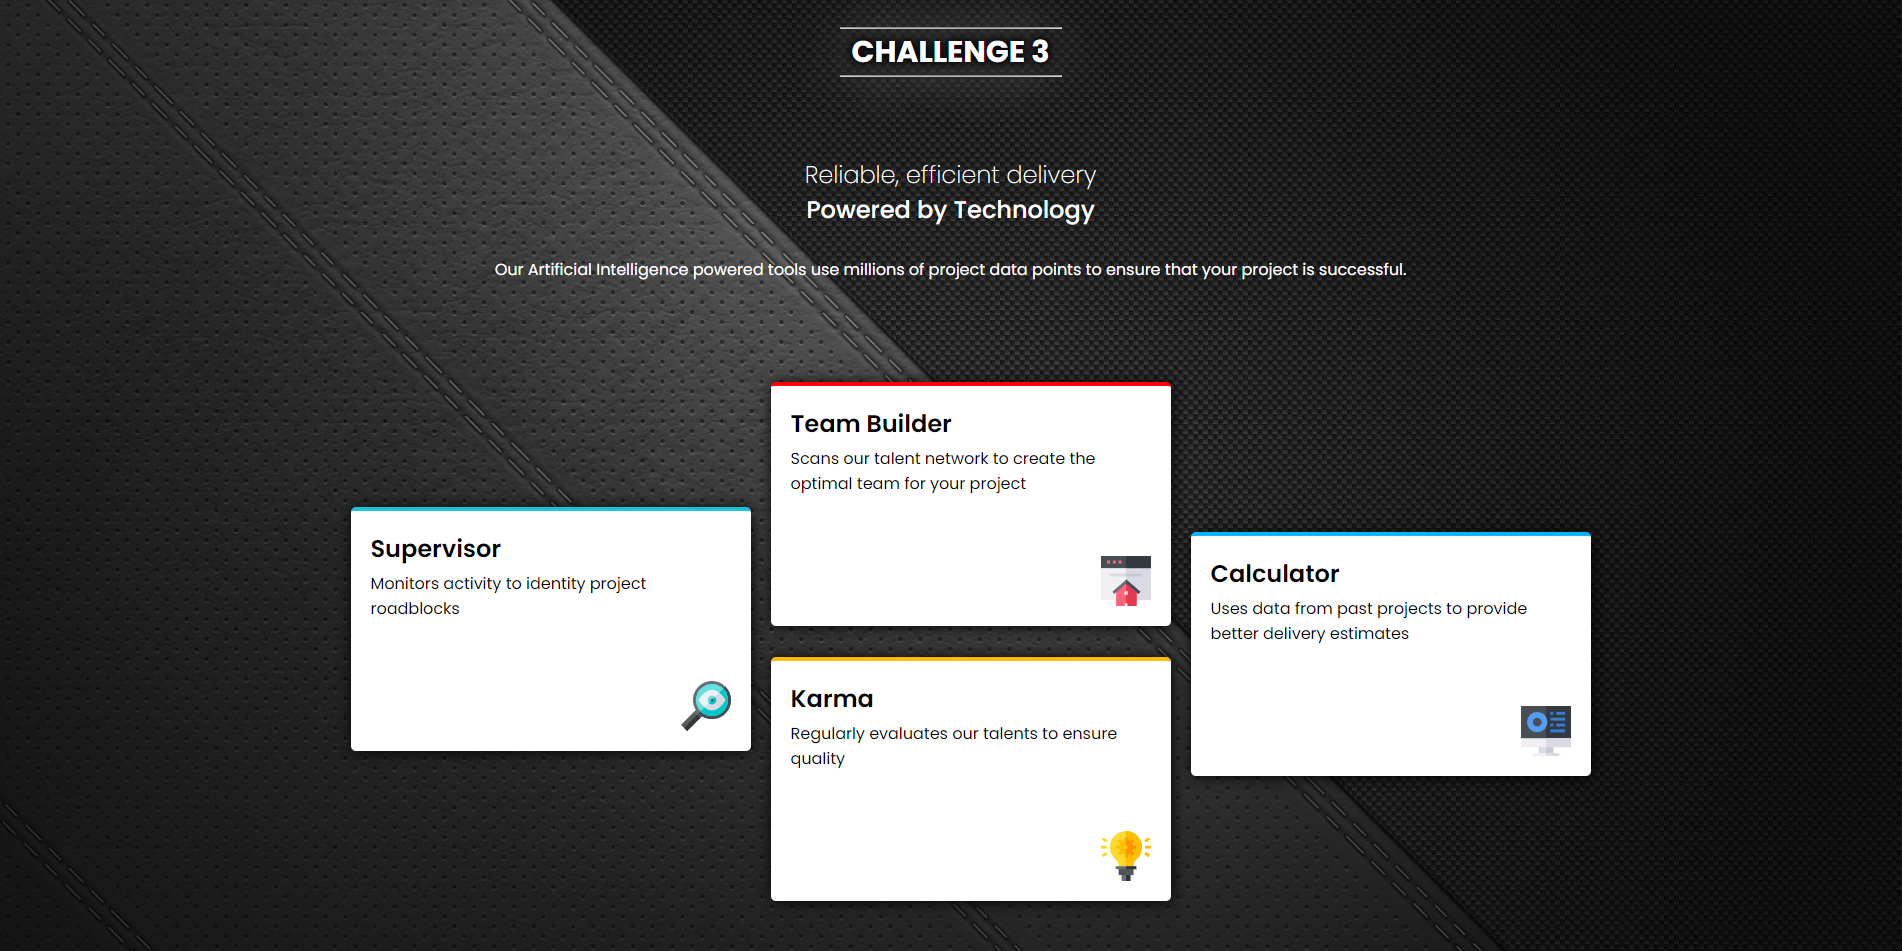 CHALLENGE 3
Reliable, efficient delivery
Powered by Technology
Our Artificial Intelligence powered tools use millions of project data points to ensure that your project is successful.
Supervisor
Monitors activity to identity project
roadblocks
Team Builder
Scans our talent network to create the
optimal team for your project
Karma
Regularly evaluates our talents to ensure
quality
Calculator
Uses data from past projects to provide
better delivery estimates